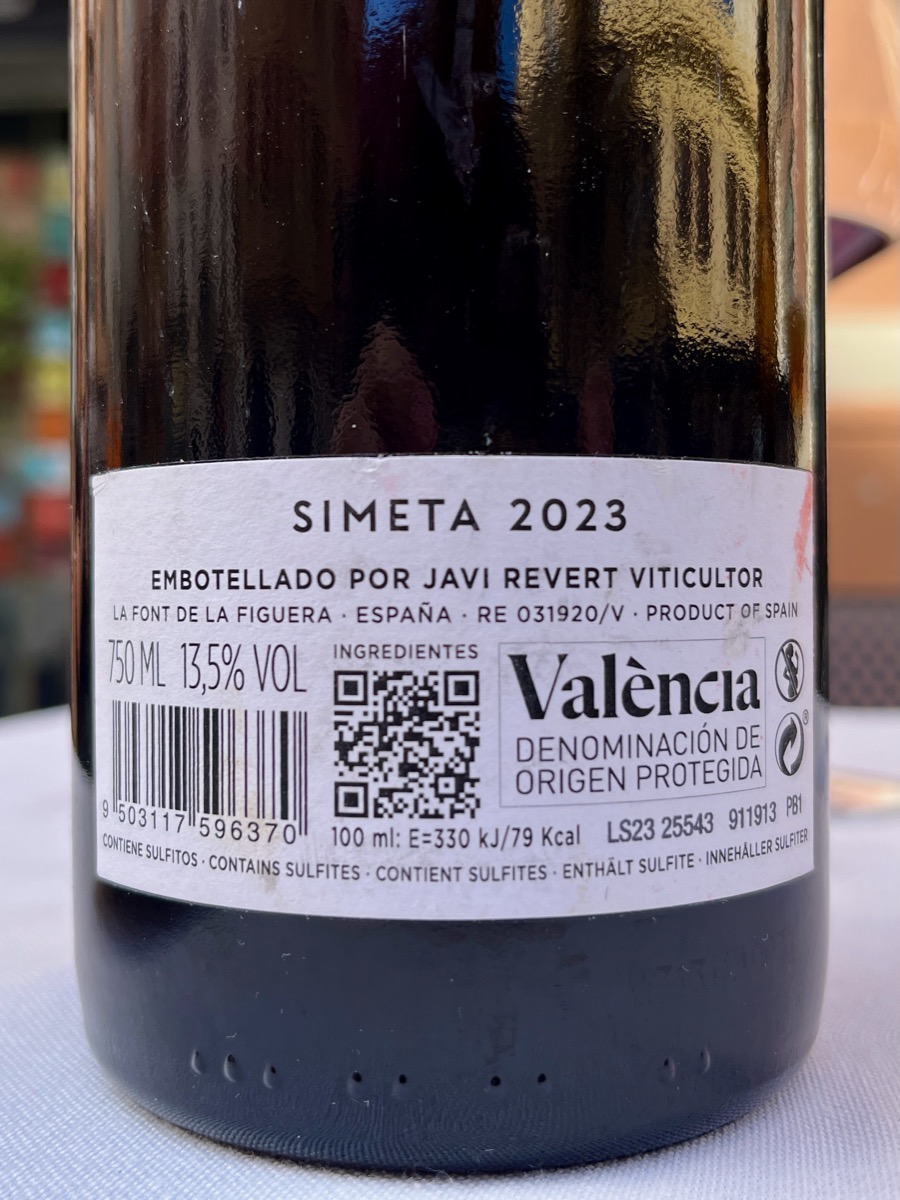 SIMETA 2023
EMBOTELLADO POR JAVI REVERT VITICULTOR
LA FONT DE LA FIGUERA · ESPAÑA · RE 031920/V · PRODUCT OF SPAIN
750 ML 13,5% VOL
INGREDIENTES
València
DENOMINACIÓN DE
ORIGEN PROTEGIDA
9 503117 596370
100 ml: E=330 kJ/79 Kcal
LS23 25543 911913 PB1
CONTIENE SULFITOS · CONTAINS SULFITES · CONTIENT SULFITES · ENTHÄLT SULFITE · INNEHÅLLER SULFITER